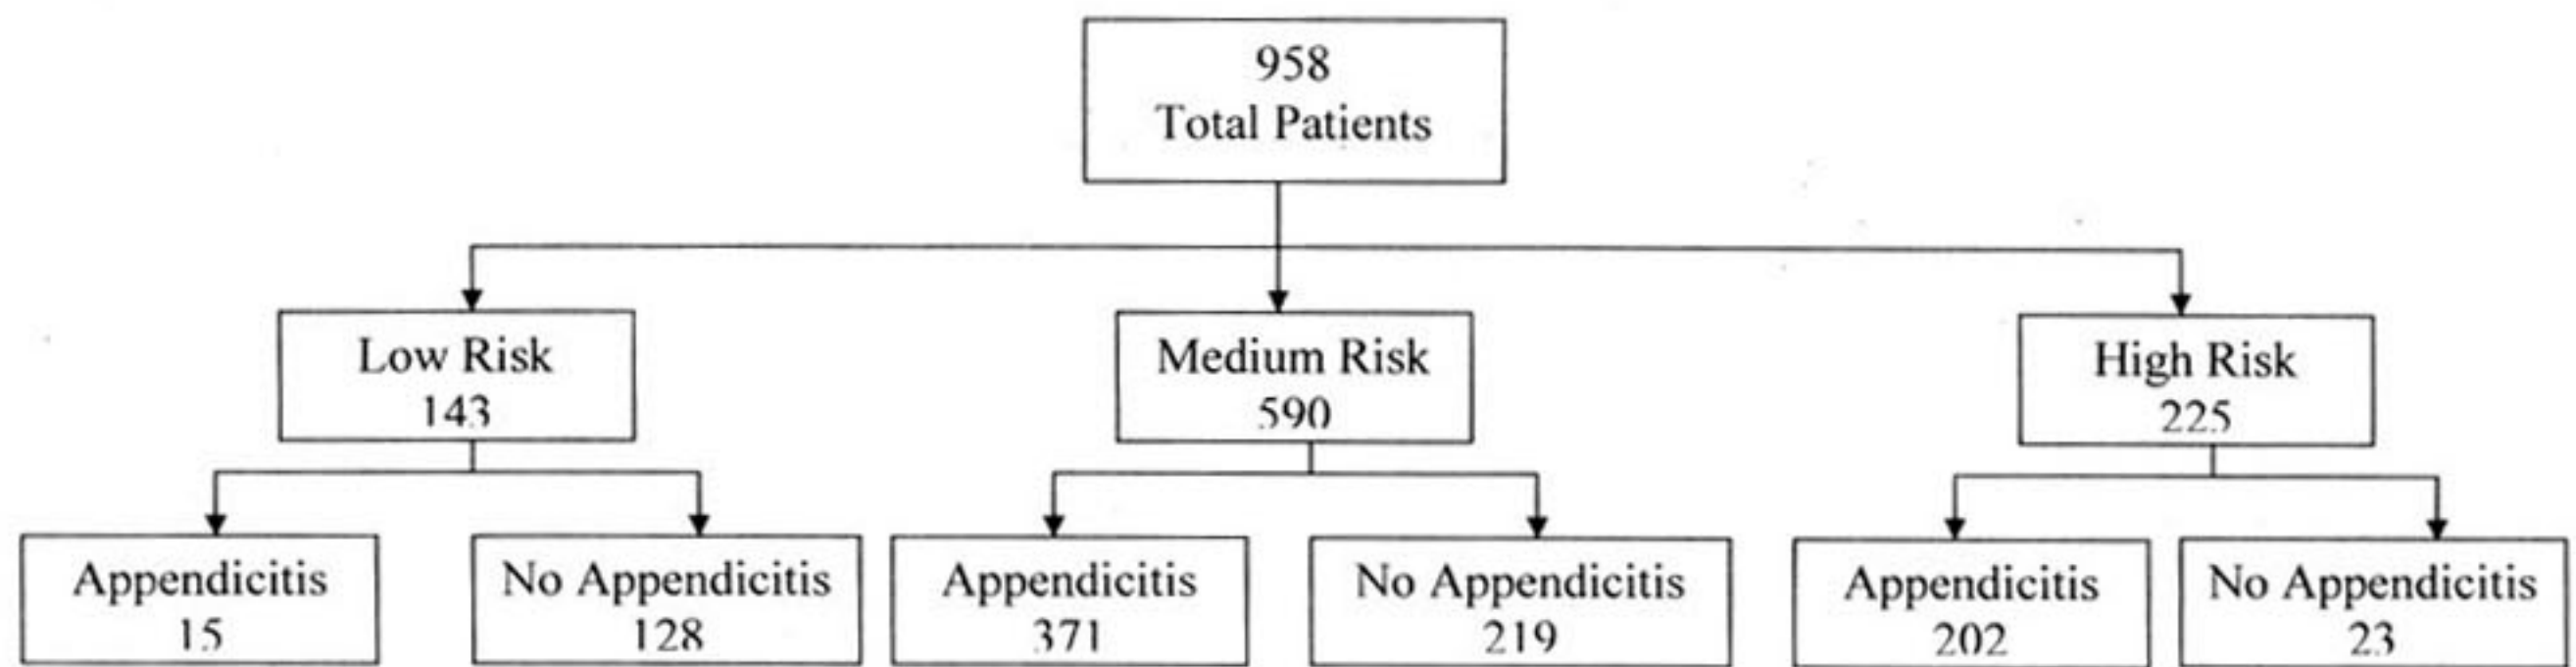 958
Total Patients
Low Risk
143
Medium Risk
590
High Risk
225
Appendicitis
15
No Appendicitis
128
Appendicitis
371
No Appendicitis
219
Appendicitis
202
No Appendicitis
23